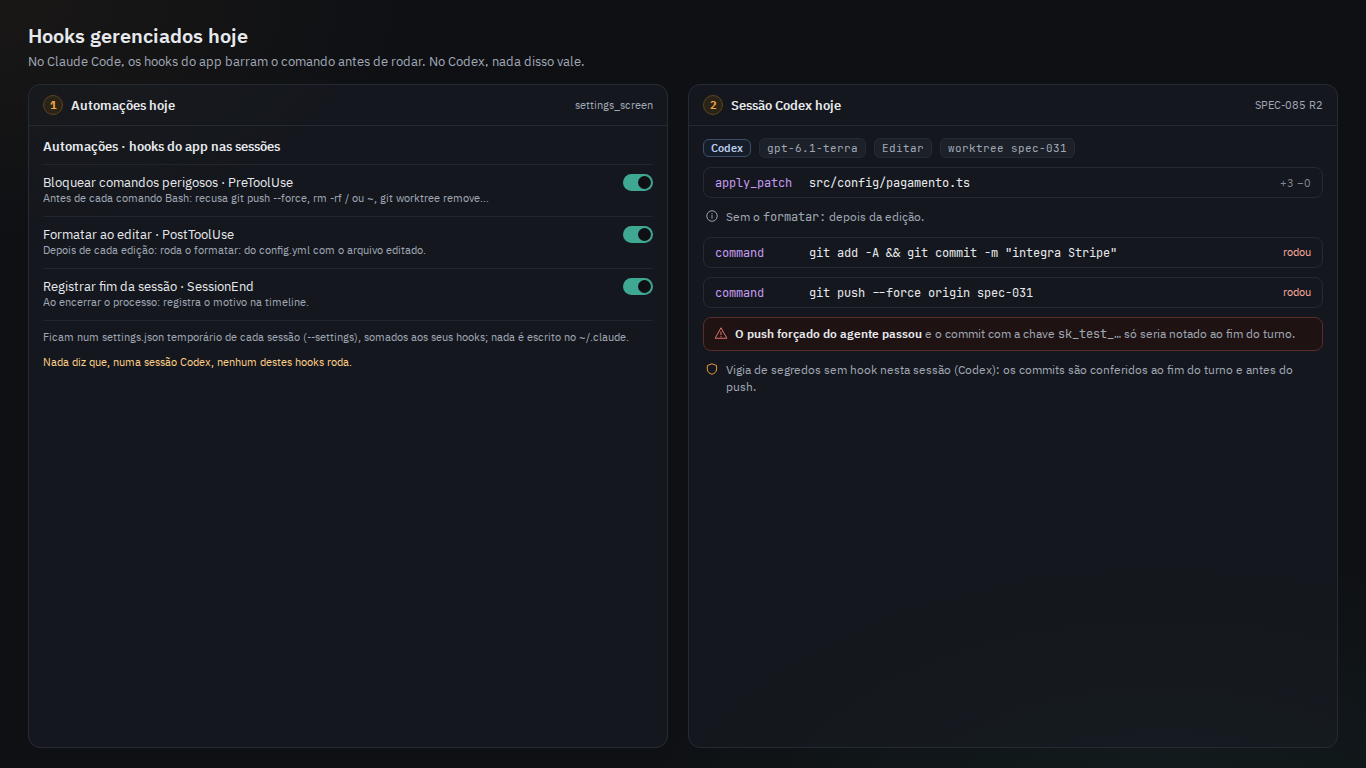 Hooks gerenciados hoje
No Claude Code, os hooks do app barram o comando antes de rodar. No Codex, nada disso vale.
1 Automações hoje settings_screen
Automações · hooks do app nas sessões
Bloquear comandos perigosos · PreToolUse
Antes de cada comando Bash: recusa git push --force, rm -rf / ou ~, git worktree remove…
Formatar ao editar · PostToolUse
Depois de cada edição: roda o formatar: do config.yml com o arquivo editado.
Registrar fim da sessão · SessionEnd
Ao encerrar o processo: registra o motivo na timeline.
Ficam num settings.json temporário de cada sessão (--settings), somados aos seus hooks; nada é escrito no ~/.claude.
Nada diz que, numa sessão Codex, nenhum destes hooks roda.
2 Sessão Codex hoje SPEC-085 R2
Codex gpt-6.1-terra Editar worktree spec-031
apply_patch src/config/pagamento.ts +3 −0
Sem o formatar: depois da edição.
command git add -A && git commit -m "integra Stripe" rodou
command git push --force origin spec-031 rodou
O push forçado do agente passou e o commit com a chave sk_test_… só seria notado ao fim do turno.
Vigia de segredos sem hook nesta sessão (Codex): os commits são conferidos ao fim do turno e antes do
push.